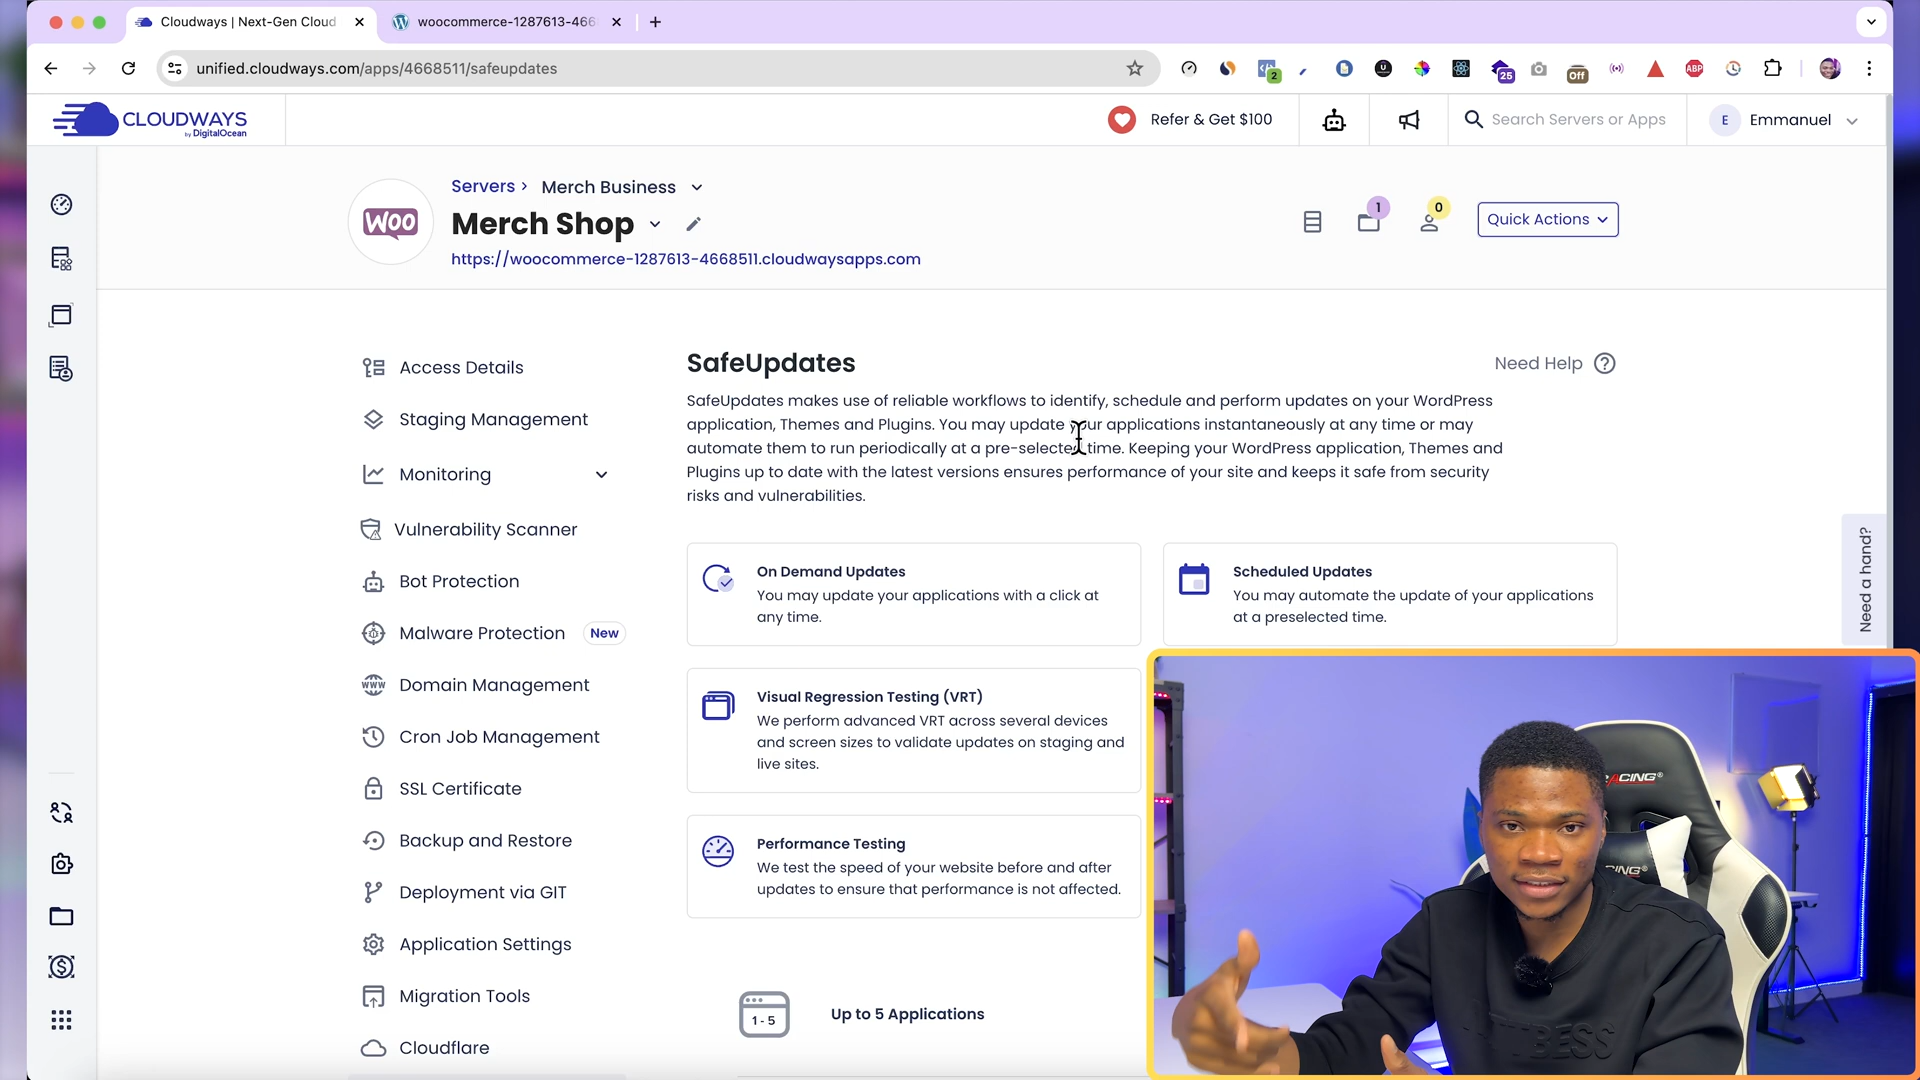 Cloudways | Next-Gen Cloud
woocommerce-1287613-466
unified.cloudways.com/apps/4668511/safeupdates
2
25
Off
ABP
CLOUDWAYS
by DigitalOcean
Refer & Get $100
Search Servers or Apps
E
Emmanuel
Servers
Merch Business
WOO
Merch Shop
1
0
Quick Actions
https://woocommerce-1287613-4668511.cloudwaysapps.com
Access Details
Staging Management
Monitoring
Vulnerability Scanner
Bot Protection
Malware Protection
New
Domain Management
Cron Job Management
SSL Certificate
Backup and Restore
Deployment via GIT
Application Settings
Migration Tools
Cloudflare
SafeUpdates
Need Help
SafeUpdates makes use of reliable workflows to identify, schedule and perform updates on your WordPress
application, Themes and Plugins. You may update your applications instantaneously at any time or may
automate them to run periodically at a pre-selected time. Keeping your WordPress application, Themes and
Plugins up to date with the latest versions ensures performance of your site and keeps it safe from security
risks and vulnerabilities.
On Demand Updates
You may update your applications with a click at
any time.
Scheduled Updates
You may automate the update of your applications
at a preselected time.
Visual Regression Testing (VRT)
We perform advanced VRT across several devices
and screen sizes to validate updates on staging and
live sites.
Performance Testing
We test the speed of your website before and after
updates to ensure that performance is not affected.
1 - 5
Up to 5 Applications
Need a hand?